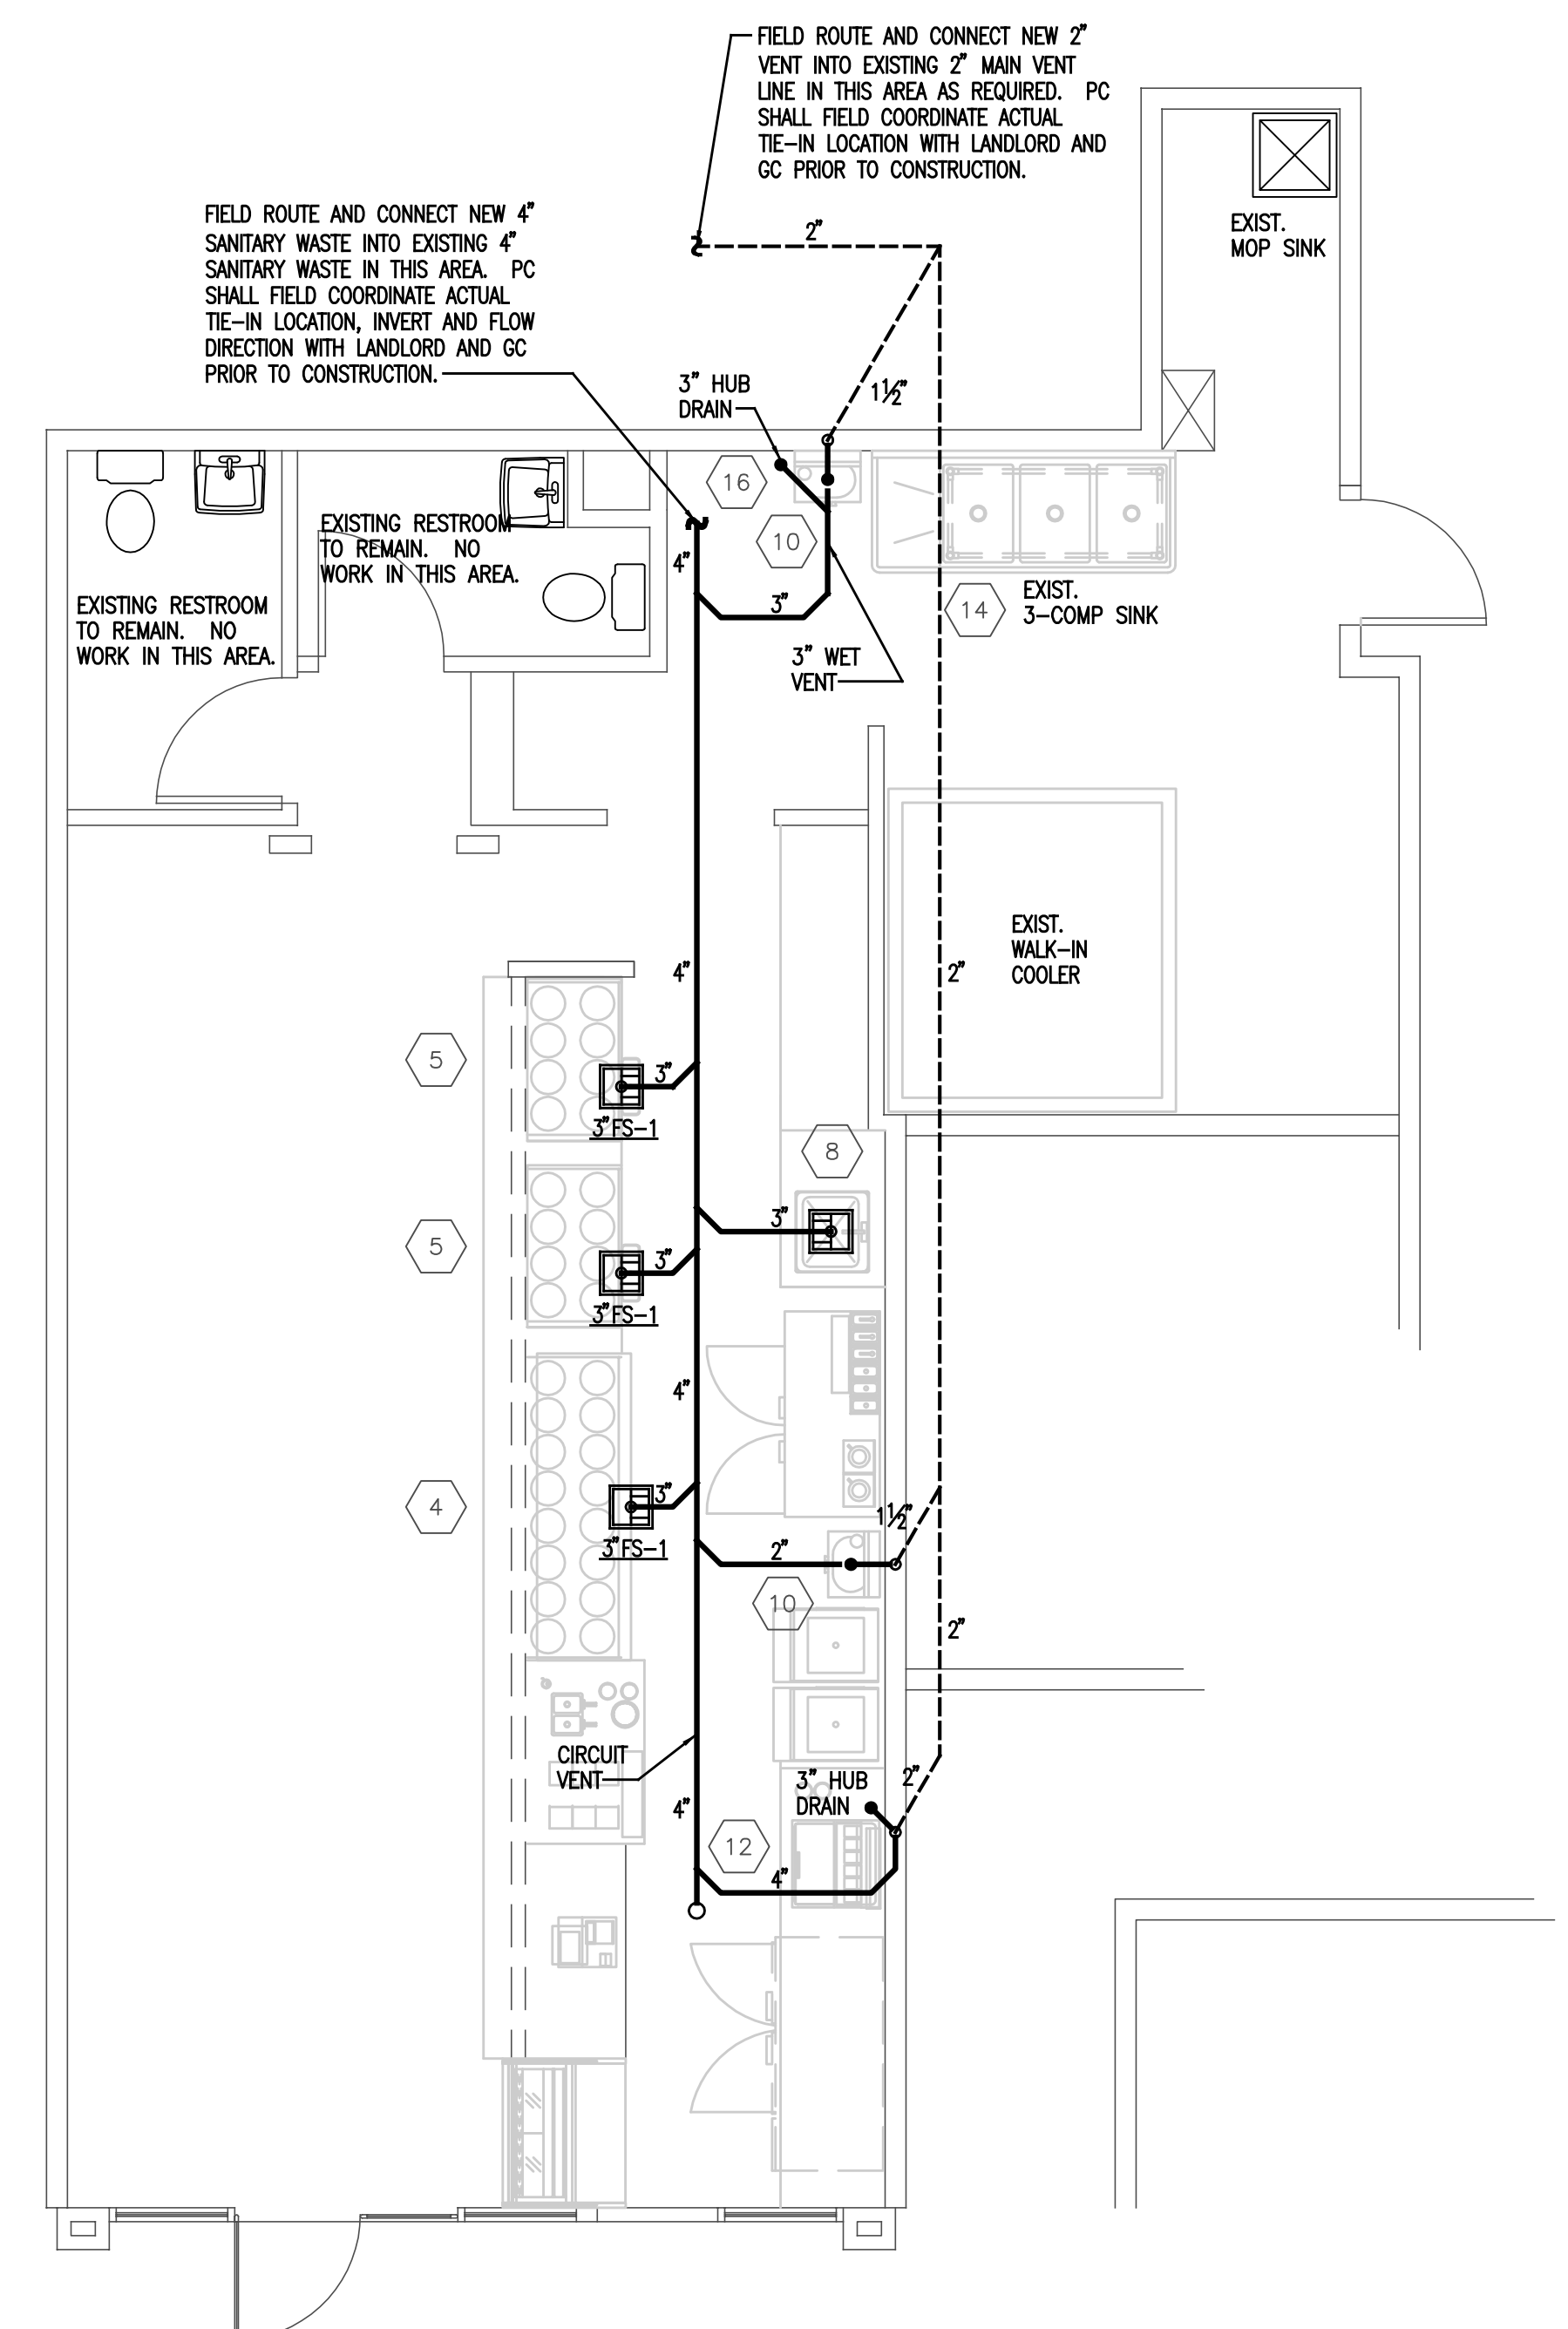 FIELD ROUTE AND CONNECT NEW 2"
VENT INTO EXISTING 2" MAIN VENT
LINE IN THIS AREA AS REQUIRED. PC
SHALL FIELD COORDINATE ACTUAL
TIE-IN LOCATION WITH LANDLORD AND
GC PRIOR TO CONSTRUCTION.
FIELD ROUTE AND CONNECT NEW 4"
SANITARY WASTE INTO EXISTING 4"
SANITARY WASTE IN THIS AREA. PC
SHALL FIELD COORDINATE ACTUAL
TIE-IN LOCATION, INVERT AND FLOW
DIRECTION WITH LANDLORD AND GC
PRIOR TO CONSTRUCTION.
2"
EXIST.
MOP SINK
3" HUB
DRAIN
1 1/2"
16
10
EXISTING RESTROOM
TO REMAIN. NO
WORK IN THIS AREA.
4"
EXISTING RESTROOM
TO REMAIN. NO
WORK IN THIS AREA.
3"
14
EXIST.
3-COMP SINK
3" WET
VENT
EXIST.
WALK-IN
COOLER
4"
2"
5
3"
3"FS-1
8
3"
5
3"
3"FS-1
4"
4
3"
3"FS-1
1 1/2"
2"
10
2"
CIRCUIT
VENT
3" HUB
DRAIN
2"
4"
12
4"